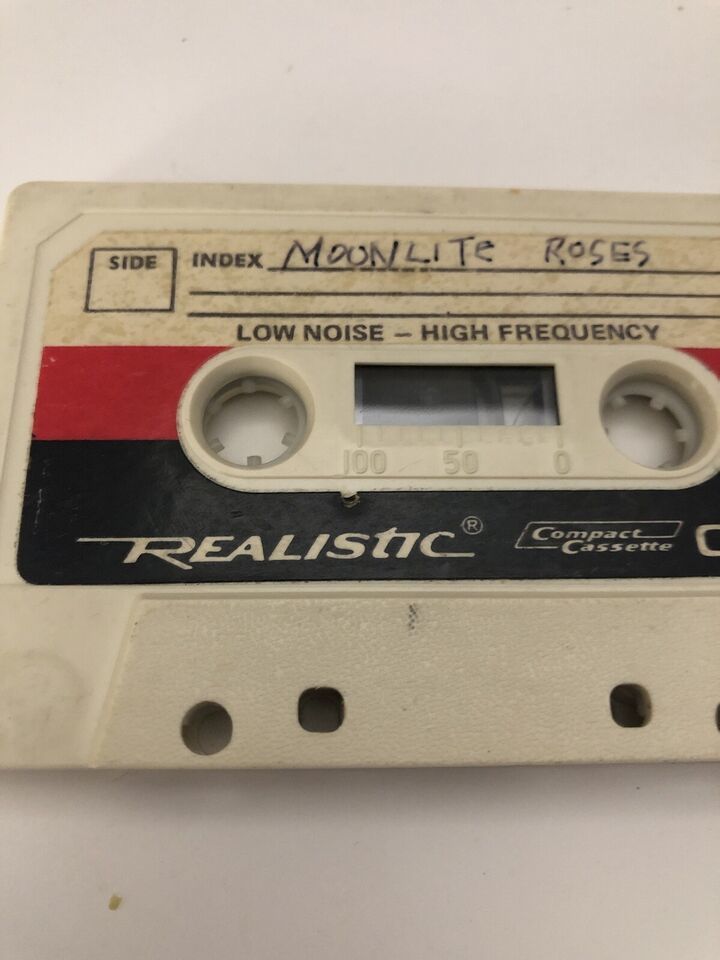 SIDE INDEX MOONLITE ROSES
LOW NOISE – HIGH FREQUENCY
100 50 0
REALISTIC® Compact Cassette C